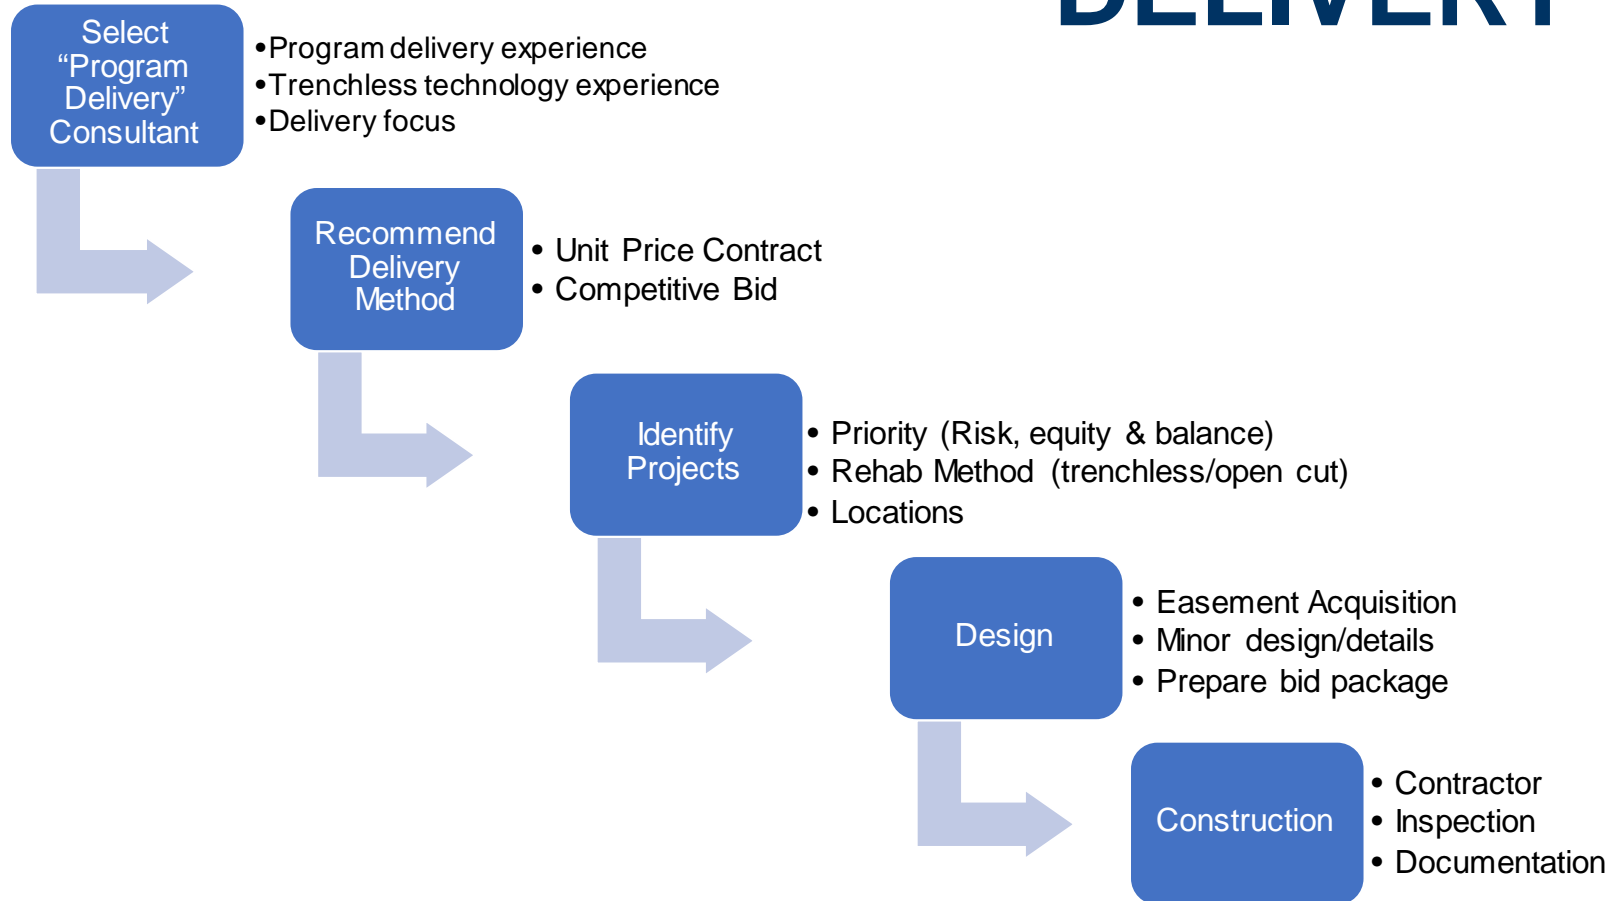 DELIVERY
Select
“Program
Delivery”
Consultant
•Program delivery experience
•Trenchless technology experience
•Delivery focus
Recommend
Delivery
Method
• Unit Price Contract
• Competitive Bid
Identify
Projects
• Priority (Risk, equity & balance)
• Rehab Method (trenchless/open cut)
• Locations
Design
• Easement Acquisition
• Minor design/details
• Prepare bid package
Construction
• Contractor
• Inspection
• Documentation